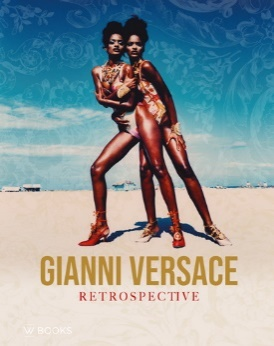 GIANNI VERSACE
RETROSPECTIVE
W BOOKS